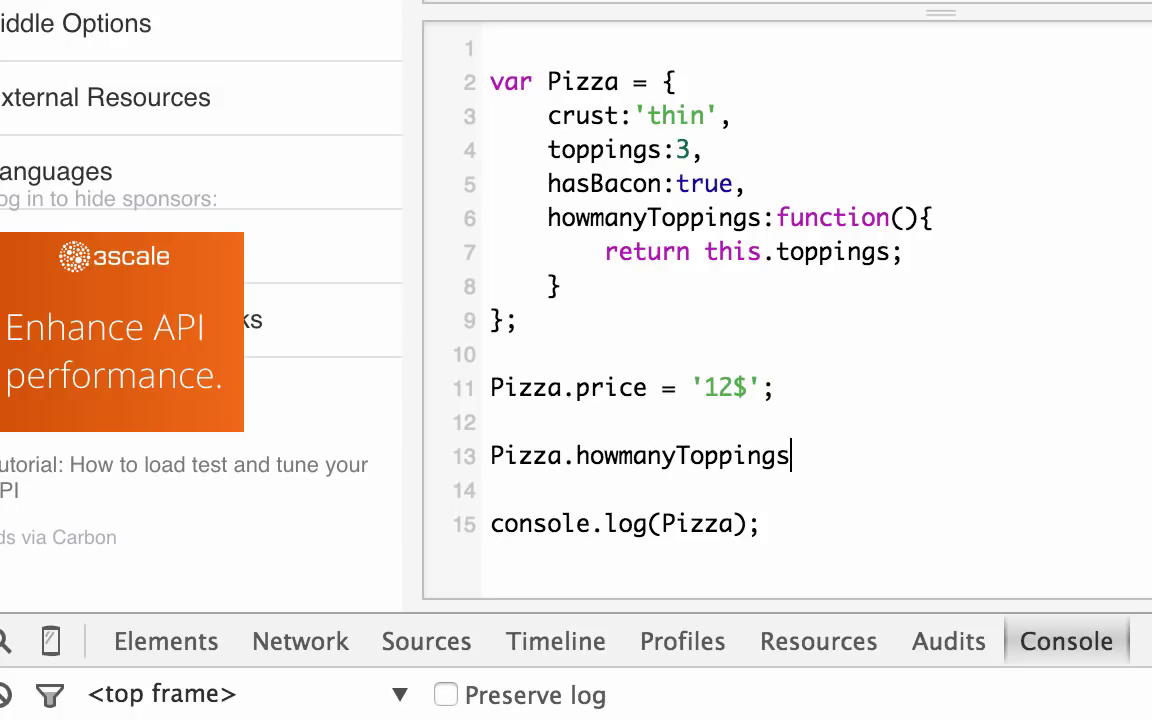 iddle Options
xternal Resources
anguages
og in to hide sponsors:
3scale
Enhance API
performance.
ks
utorial: How to load test and tune your
PI
ds via Carbon
1
2 var Pizza = {
3 crust:'thin',
4 toppings:3,
5 hasBacon:true,
6 howmanyToppings:function(){
7 return this.toppings;
8 }
9 };
10
11 Pizza.price = '12$';
12
13 Pizza.howmanyToppings
14
15 console.log(Pizza);
Elements Network Sources Timeline Profiles Resources Audits Console
<top frame> ▼ Preserve log